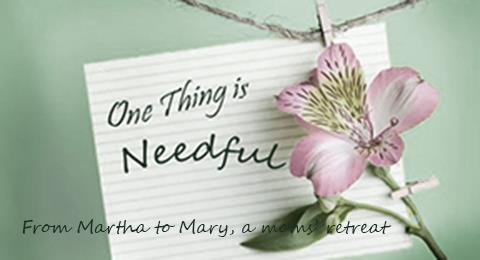 One Thing is
Needful
From Martha to Mary, a moms' retreat